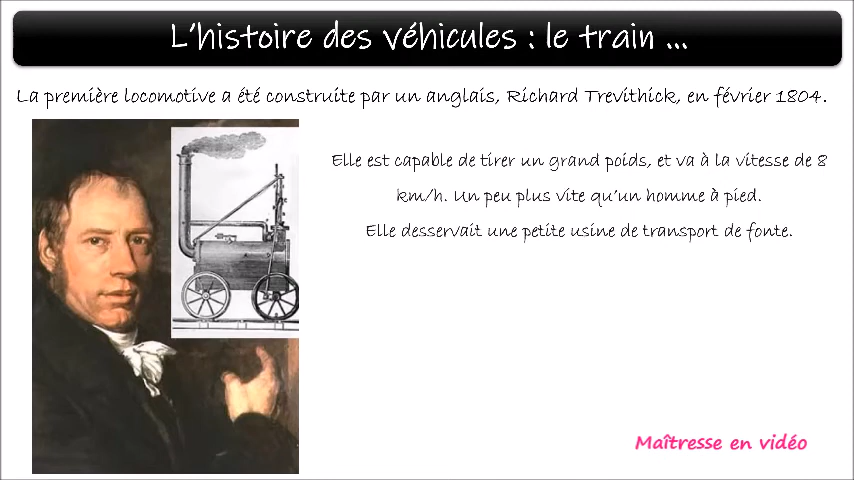 L'histoire des véhicules : le train ...
La première locomotive a été construite par un anglais, Richard Trevithick, en février 1804.
Elle est capable de tirer un grand poids, et va à la vitesse de 8
km/h. Un peu plus vite qu'un homme à pied.
Elle desservait une petite usine de transport de fonte.
Maîtresse en vidéo